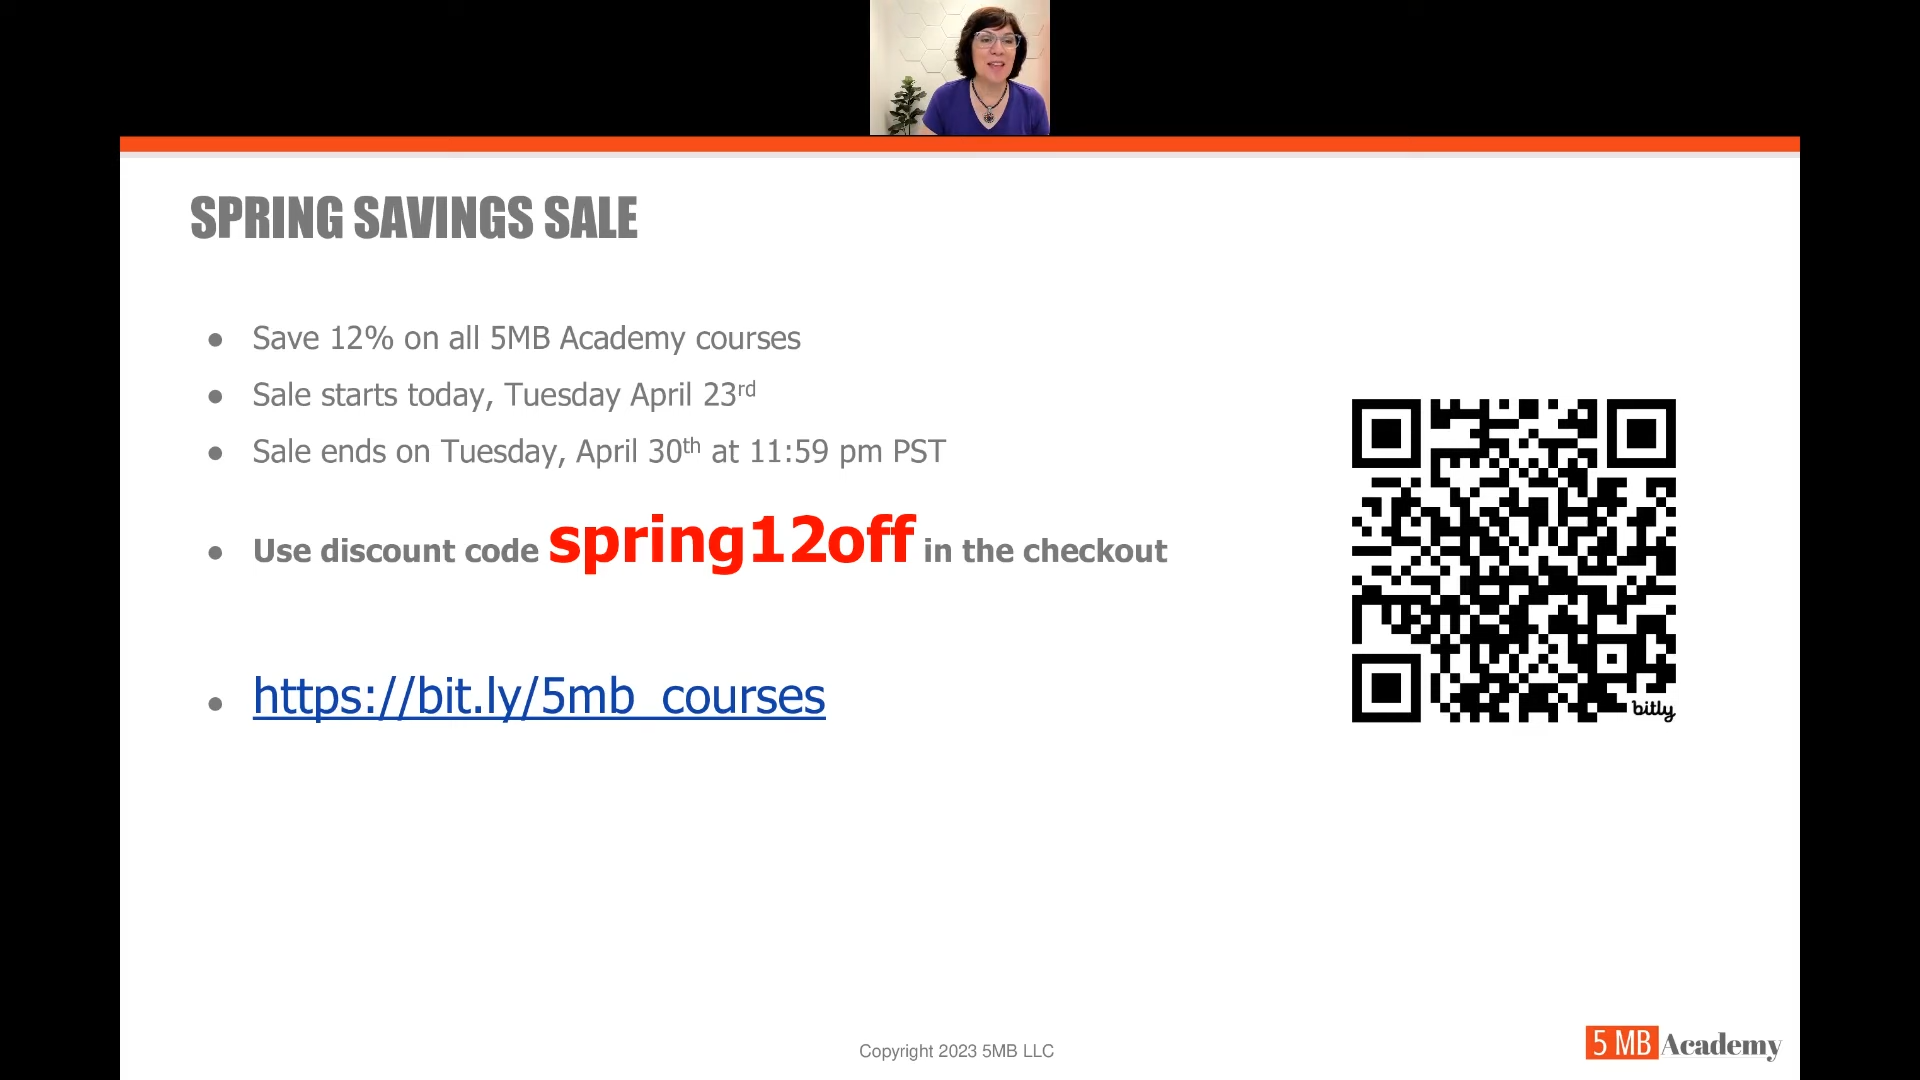 SPRING SAVINGS SALE
● Save 12% on all 5MB Academy courses
● Sale starts today, Tuesday April 23rd
● Sale ends on Tuesday, April 30th at 11:59 pm PST
● Use discount code spring12off in the checkout
● https://bit.ly/5mb_courses
bitly
Copyright 2023 5MB LLC
5 MB Academy